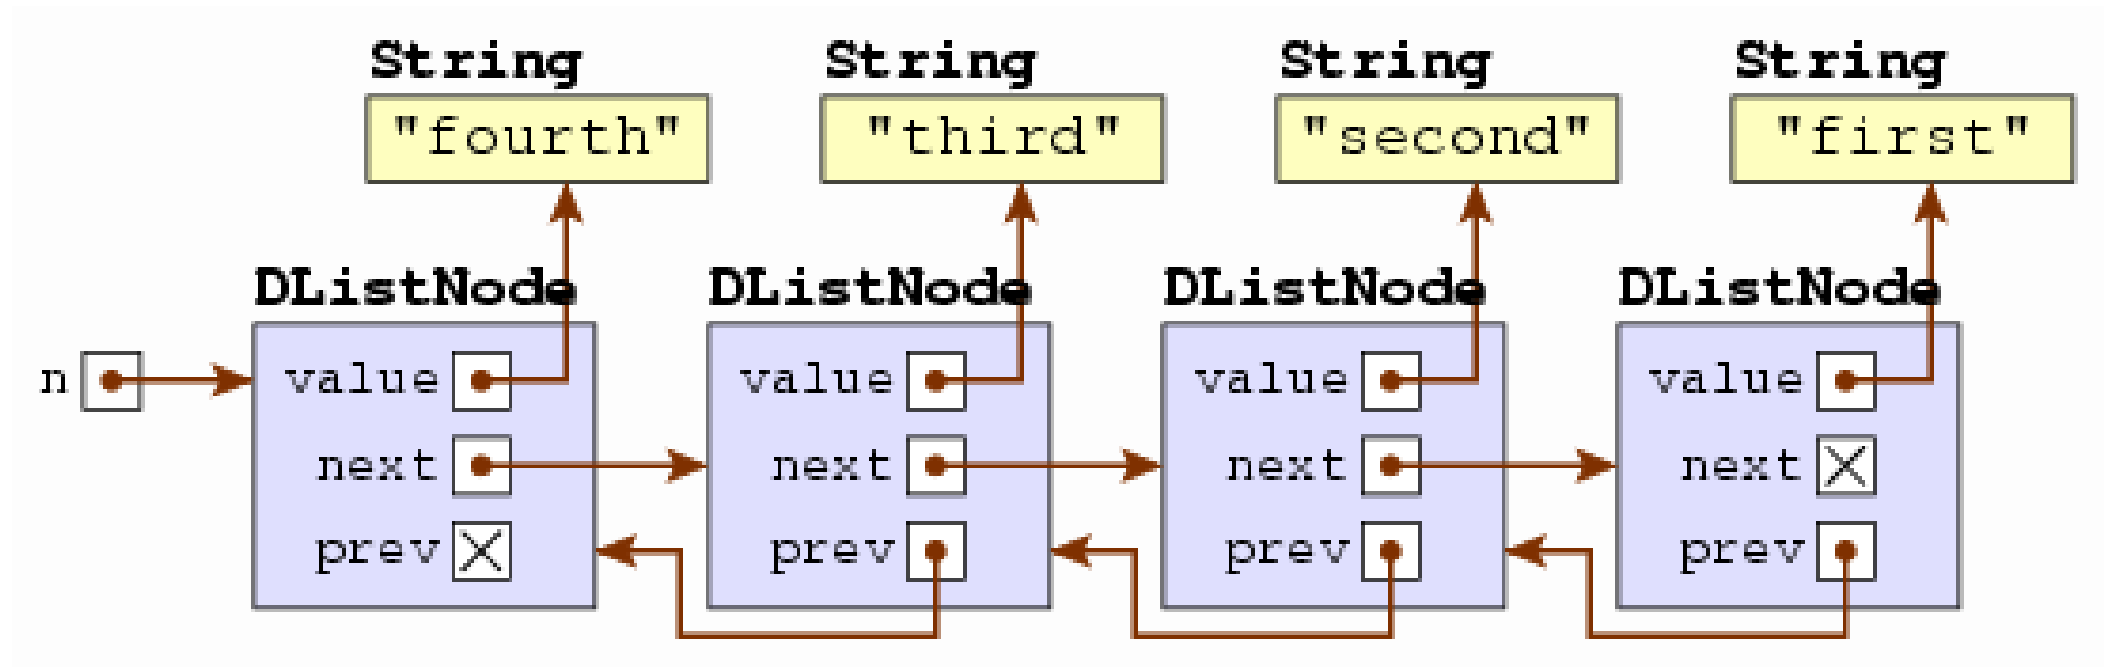 String String String String
"fourth" "third" "second" "first"
DListNode DListNode DListNode DListNode
n value value value value
next next next next
prev prev prev prev